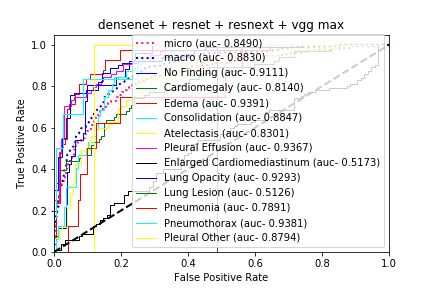 densenet + resnet + resnext + vgg max
1.0
0.8
0.6
0.4
0.2
0.0
True Positive Rate
micro (auc- 0.8490)
macro (auc- 0.8830)
No Finding (auc- 0.9111)
Cardiomegaly (auc- 0.8140)
Edema (auc- 0.9391)
Consolidation (auc- 0.8847)
Atelectasis (auc- 0.8301)
Pleural Effusion (auc- 0.9367)
Enlarged Cardiomediastinum (auc- 0.5173)
Lung Opacity (auc- 0.9293)
Lung Lesion (auc- 0.5126)
Pneumonia (auc- 0.7891)
Pneumothorax (auc- 0.9381)
Pleural Other (auc- 0.8794)
0.0 0.2 0.4 0.6 0.8 1.0
False Positive Rate